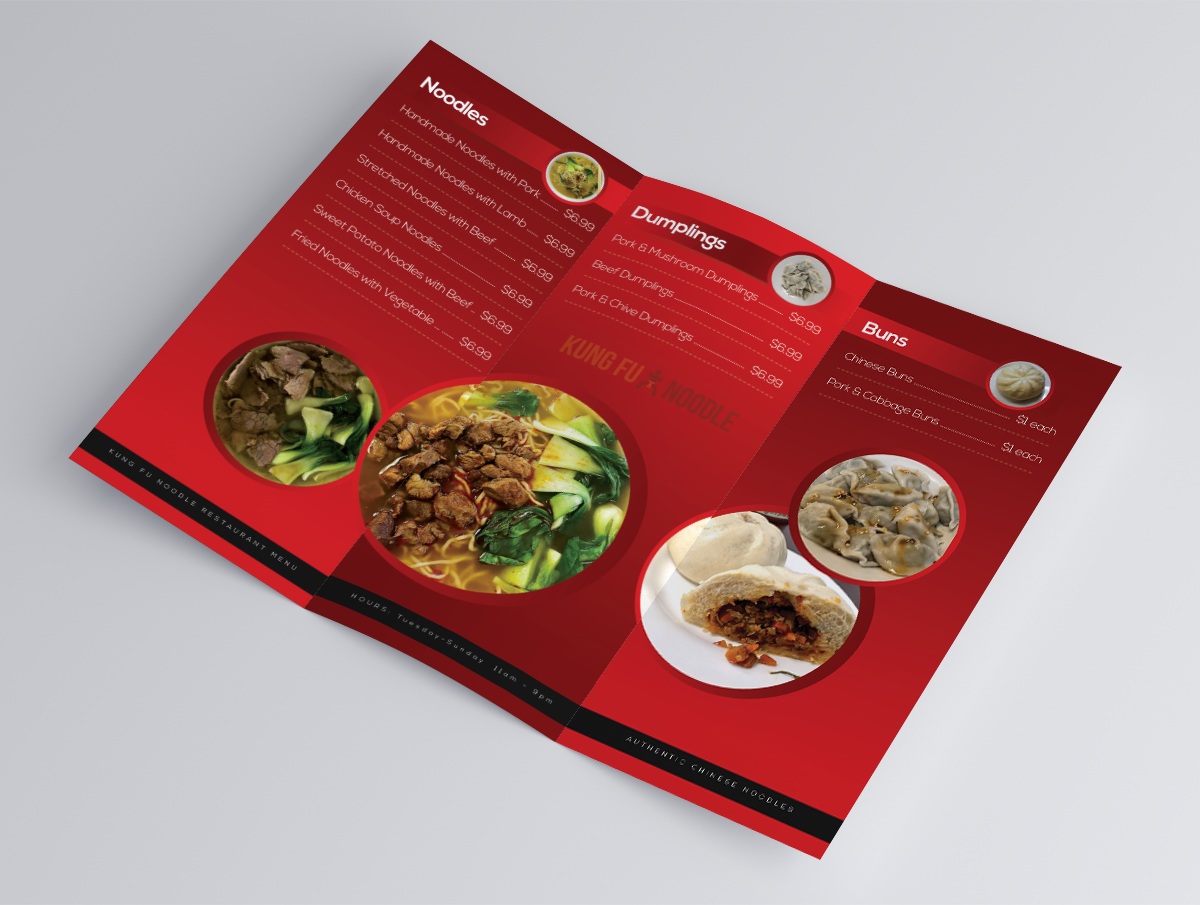 Noodles
Handmade Noodles with Pork $6.99
Handmade Noodles with Lamb $6.99
Stretched Noodles with Beef $6.99
Chicken Soup Noodles $6.99
Sweet Potato Noodles with Beef $6.99
Fried Noodles with Vegetable $6.99
KUNG FU NOODLE RESTAURANT MENU
Dumplings
Pork & Mushroom Dumplings $6.99
Beef Dumplings $6.99
Pork & Chive Dumplings $6.99
KUNG FU NOODLE
HOURS: Tuesday-Sunday 11am - 9pm
Buns
Chinese Buns $1 each
Pork & Cabbage Buns $1 each
AUTHENTIC CHINESE NOODLES